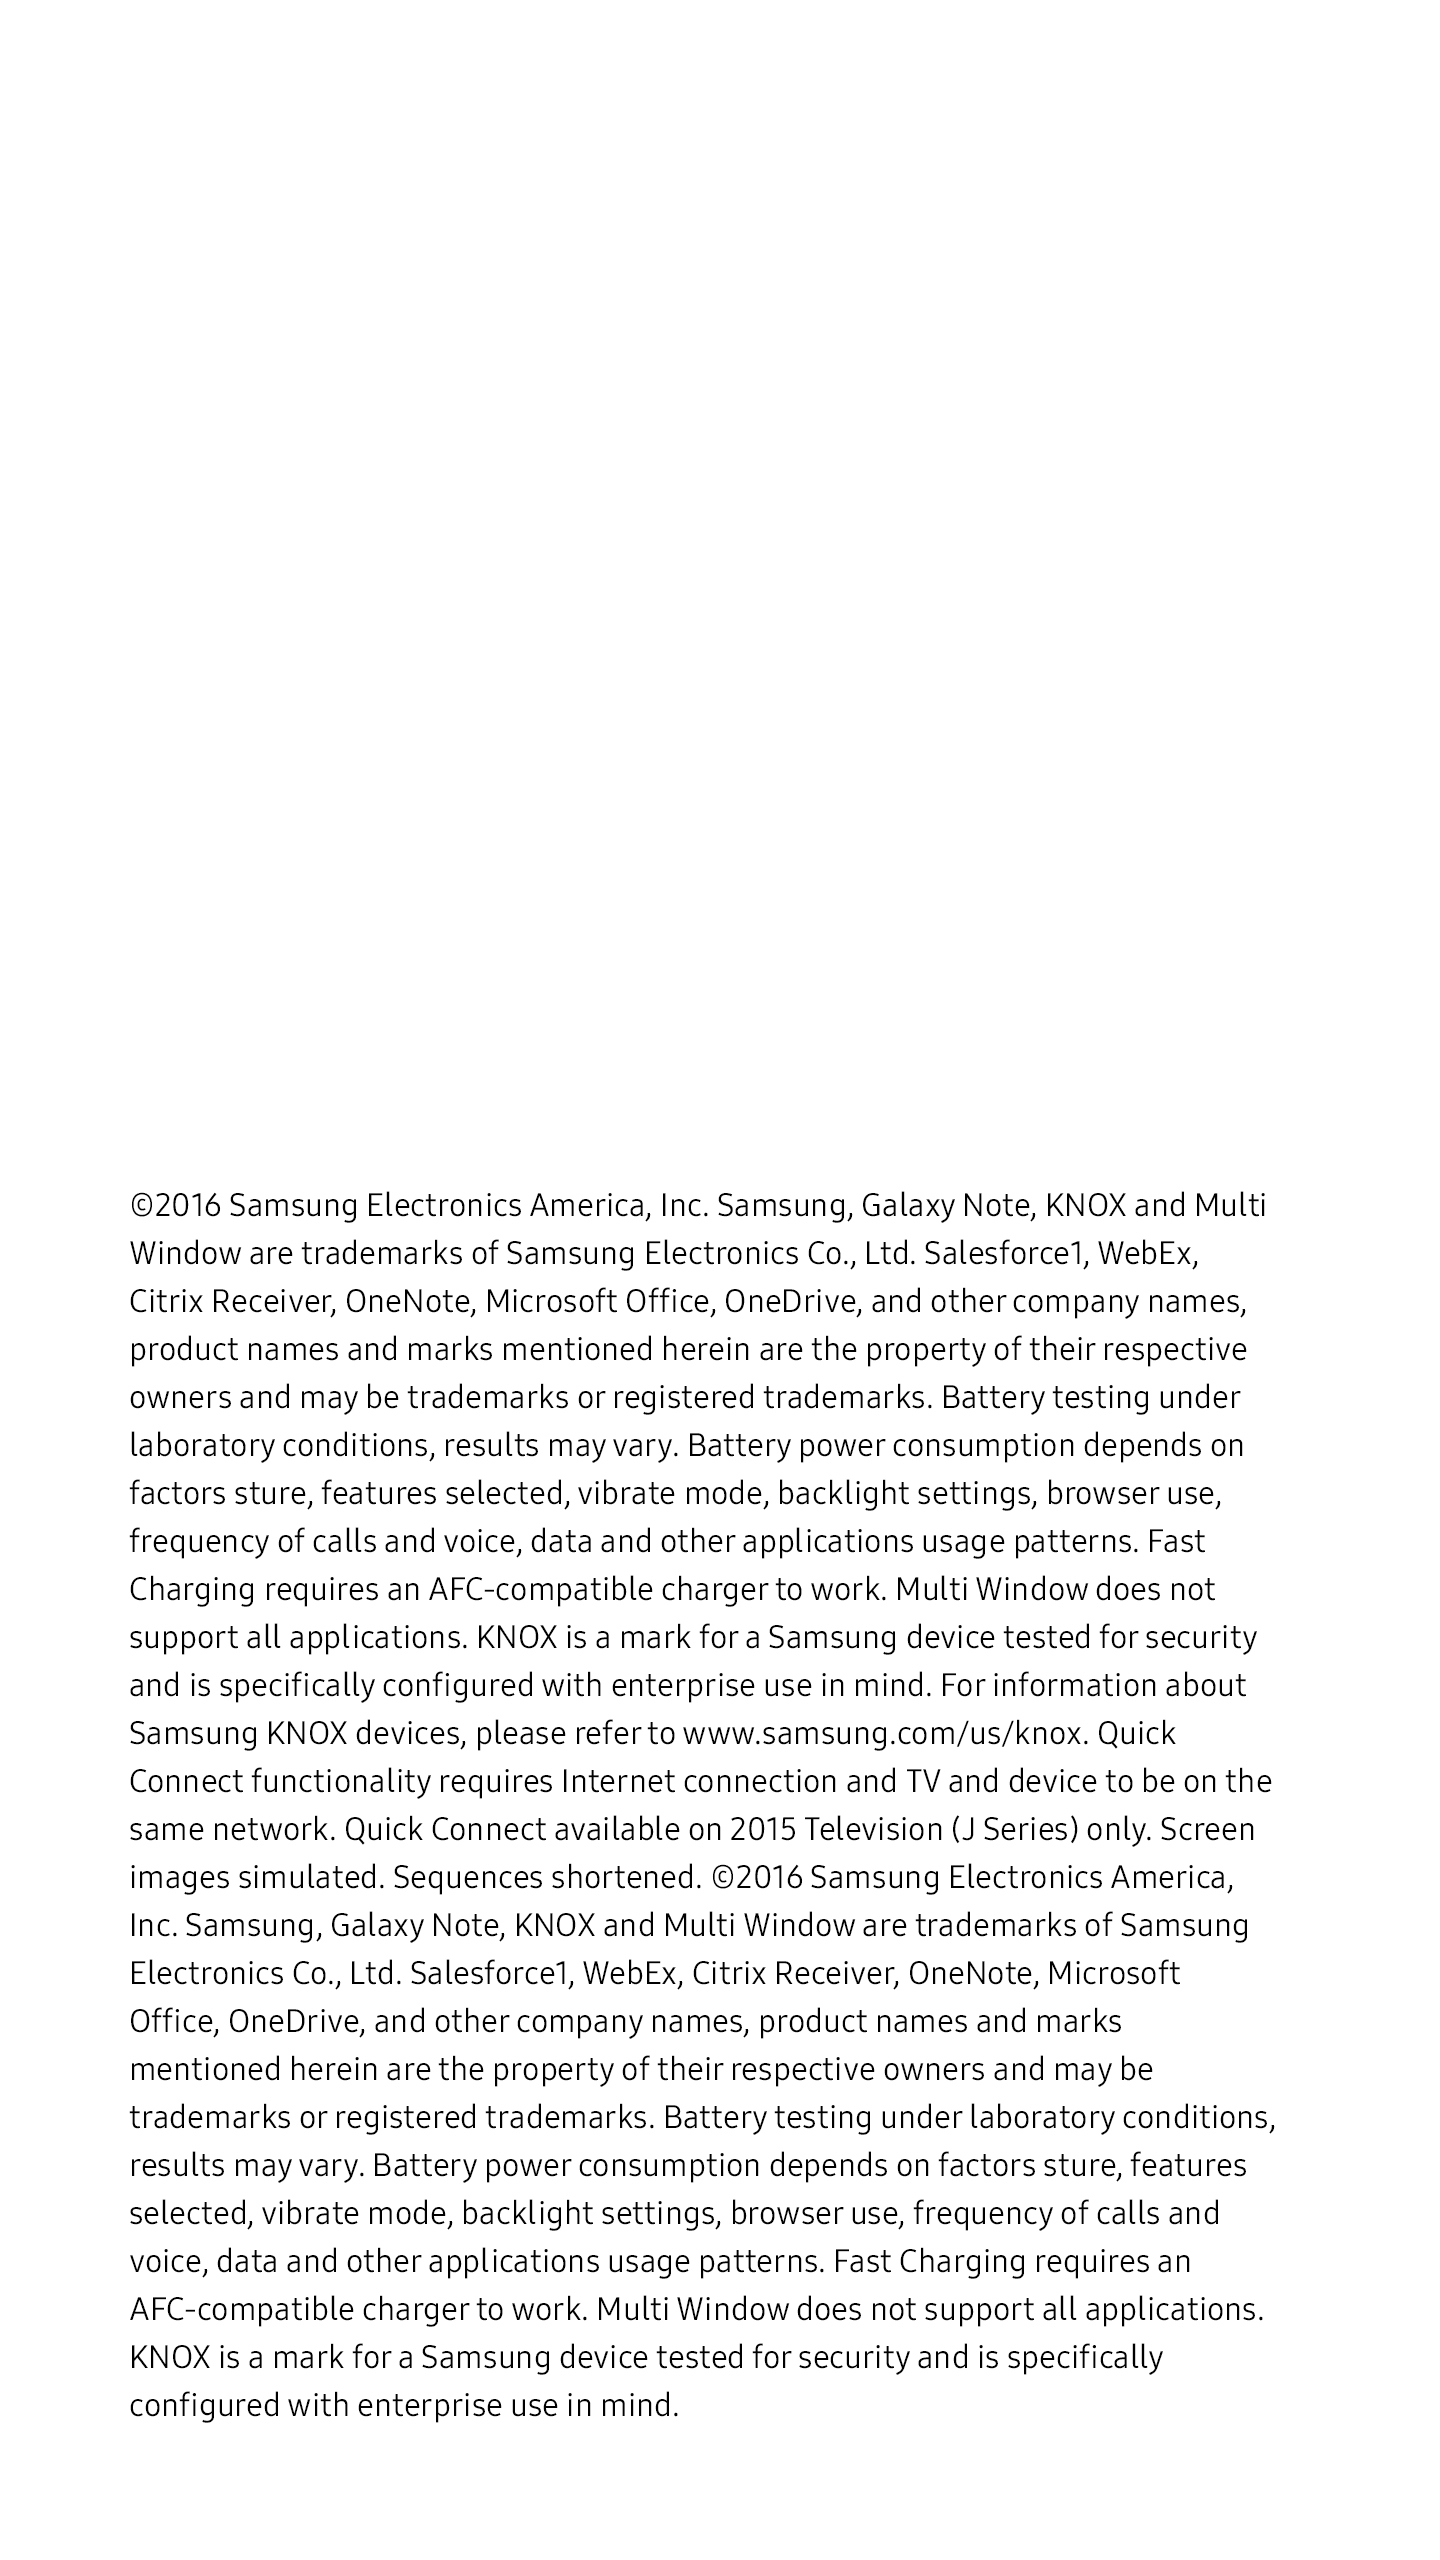 ©2016 Samsung Electronics America, Inc. Samsung, Galaxy Note, KNOX and Multi
Window are trademarks of Samsung Electronics Co., Ltd. Salesforce1, WebEx,
Citrix Receiver, OneNote, Microsoft Office, OneDrive, and other company names,
product names and marks mentioned herein are the property of their respective
owners and may be trademarks or registered trademarks. Battery testing under
laboratory conditions, results may vary. Battery power consumption depends on
factors sture, features selected, vibrate mode, backlight settings, browser use,
frequency of calls and voice, data and other applications usage patterns. Fast
Charging requires an AFC-compatible charger to work. Multi Window does not
support all applications. KNOX is a mark for a Samsung device tested for security
and is specifically configured with enterprise use in mind. For information about
Samsung KNOX devices, please refer to www.samsung.com/us/knox. Quick
Connect functionality requires Internet connection and TV and device to be on the
same network. Quick Connect available on 2015 Television (J Series) only. Screen
images simulated. Sequences shortened. ©2016 Samsung Electronics America,
Inc. Samsung, Galaxy Note, KNOX and Multi Window are trademarks of Samsung
Electronics Co., Ltd. Salesforce1, WebEx, Citrix Receiver, OneNote, Microsoft
Office, OneDrive, and other company names, product names and marks
mentioned herein are the property of their respective owners and may be
trademarks or registered trademarks. Battery testing under laboratory conditions,
results may vary. Battery power consumption depends on factors sture, features
selected, vibrate mode, backlight settings, browser use, frequency of calls and
voice, data and other applications usage patterns. Fast Charging requires an
AFC-compatible charger to work. Multi Window does not support all applications.
KNOX is a mark for a Samsung device tested for security and is specifically
configured with enterprise use in mind.